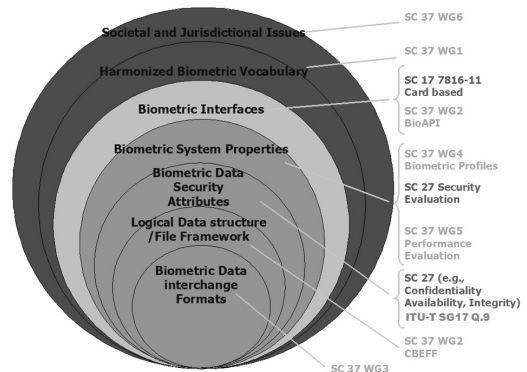 Societal and Jurisdictional Issues
Harmonized Biometric Vocabulary
Biometric Interfaces
Biometric System Properties
Biometric Data
Security
Attributes
Logical Data structure
/File Framework
Biometric Data
interchange
Formats
SC 37 WG6
SC 37 WG1
SC 17 7816-11
Card based
SC 37 WG2
BioAPI
SC 37 WG4
Biometric Profiles
SC 27 Security
Evaluation
SC 37 WG5
Performance
Evaluation
SC 27 (e.g.,
Confidentiality
Availability, Integrity)
ITU-T SG17 Q.9
SC 37 WG2
CBEFF
SC 37 WG3